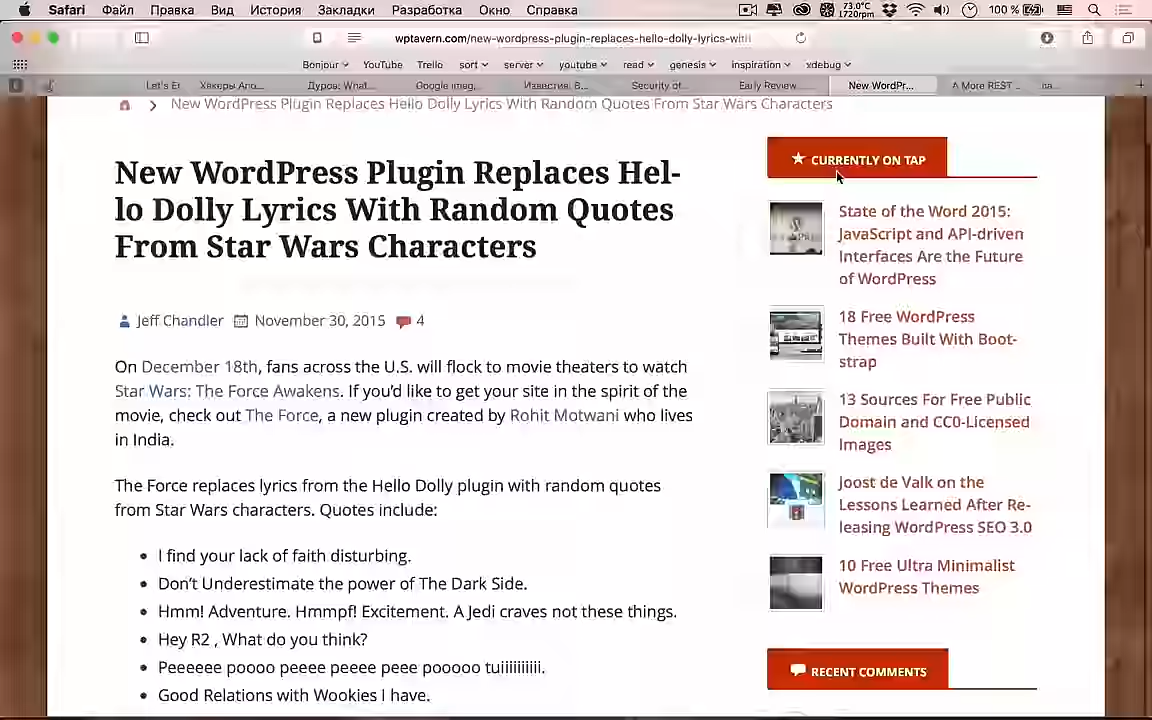 Safari Файл Правка Вид История Закладки Разработка Окно Справка 73.0°C 1720rpm 100 %
wptavern.com/new-wordpress-plugin-replaces-hello-dolly-lyrics-with
Bonjour YouTube Trello sort server youtube read genesis inspiration xdebug
Let's Er Хакеры Ano... Дуров: What... Google imag... Известия: В... Security of... Early Review... New WordPr... A More REST ...
New WordPress Plugin Replaces Hello Dolly Lyrics With Random Quotes From Star Wars Characters
New WordPress Plugin Replaces Hel-
lo Dolly Lyrics With Random Quotes
From Star Wars Characters
Jeff Chandler November 30, 2015 4
On December 18th, fans across the U.S. will flock to movie theaters to watch
Star Wars: The Force Awakens. If you'd like to get your site in the spirit of the
movie, check out The Force, a new plugin created by Rohit Motwani who lives
in India.
The Force replaces lyrics from the Hello Dolly plugin with random quotes
from Star Wars characters. Quotes include:
I find your lack of faith disturbing.
Don't Underestimate the power of The Dark Side.
Hmm! Adventure. Hmmpf! Excitement. A Jedi craves not these things.
Hey R2 , What do you think?
Peeeeee poooo peeee peeee peee pooooo tuiiiiiiiiii.
Good Relations with Wookies I have.
CURRENTLY ON TAP
State of the Word 2015:
JavaScript and API-driven
Interfaces Are the Future
of WordPress
18 Free WordPress
Themes Built With Boot-
strap
13 Sources For Free Public
Domain and CC0-Licensed
Images
Joost de Valk on the
Lessons Learned After Re-
leasing WordPress SEO 3.0
10 Free Ultra Minimalist
WordPress Themes
RECENT COMMENTS